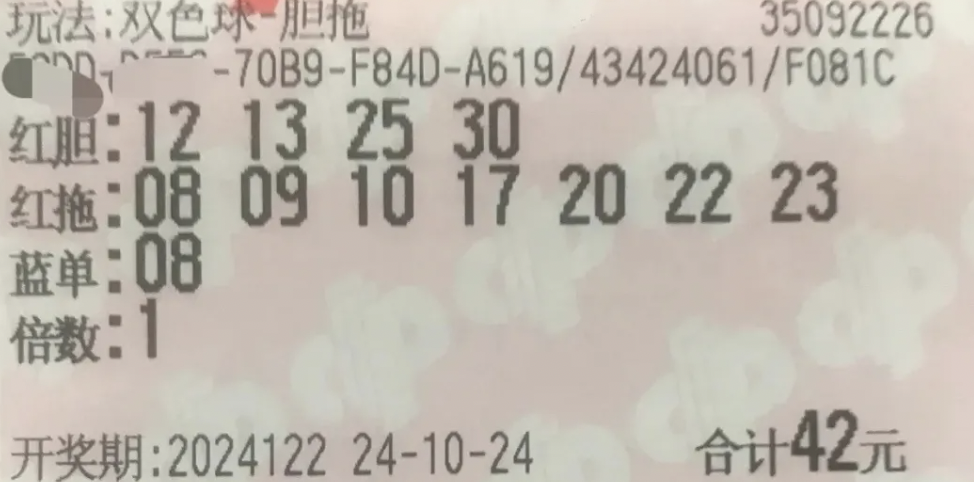 玩法:双色球-胆拖 35092226
-70B9-F84D-A619/43424061/F081C
红胆:12 13 25 30
红拖:08 09 10 17 20 22 23
蓝单:08
倍数:1
开奖期:2024122 24-10-24 合计42元